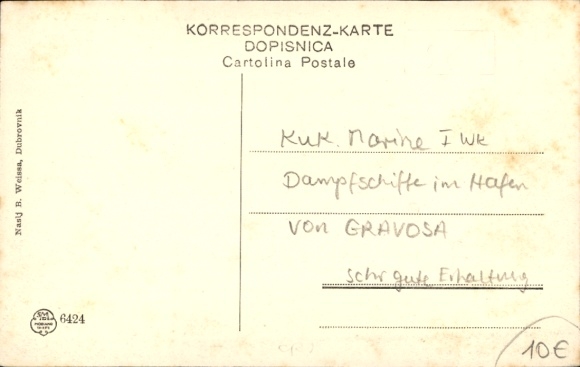 KORRESPONDENZ-KARTE
DOPISNICA
Cartolina Postale
Naslj B. Weissa, Dubrovnik
KuK. Marine I WK
Dampfschiffe im Hafen
von GRAVOSA
sehr gute Erhaltung
6424
10€